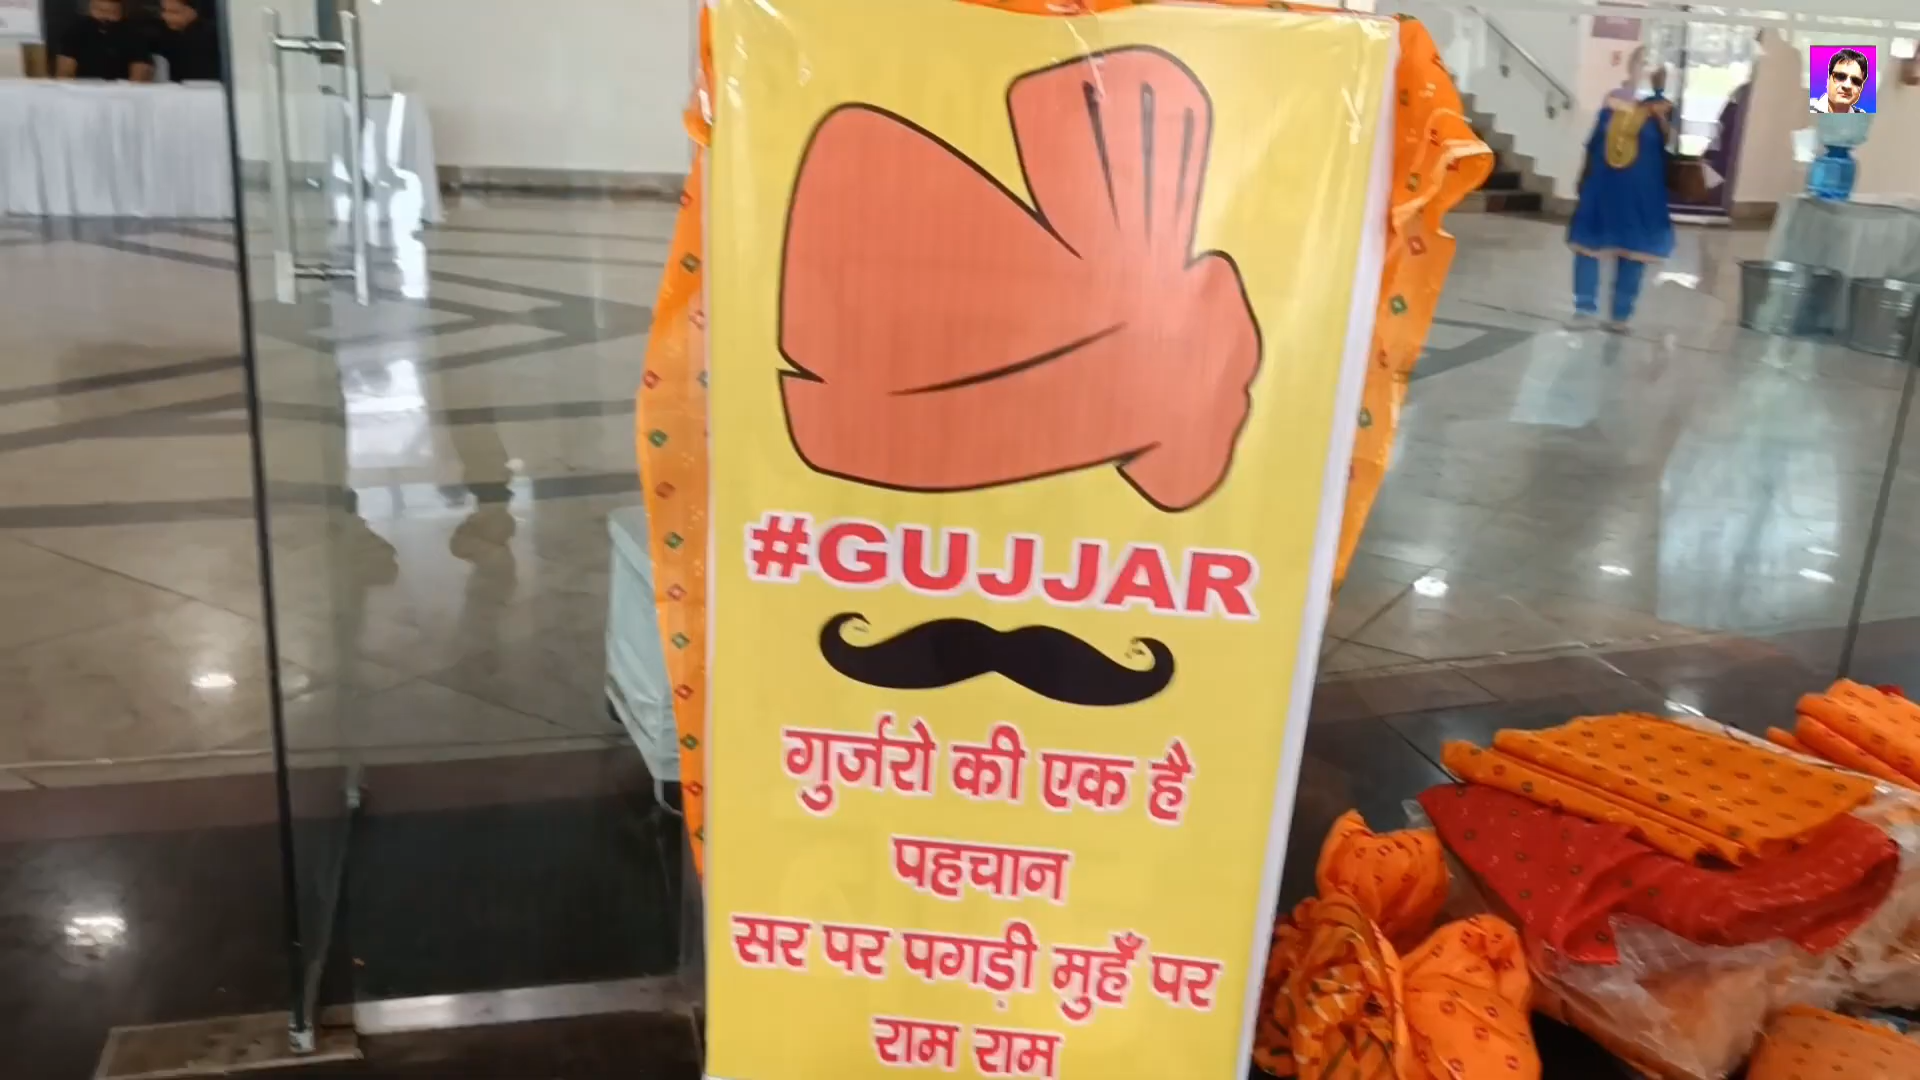 #GUJJAR
गुर्जरो की एक है
पहचान
सर पर पगड़ी मुहँ पर
राम राम